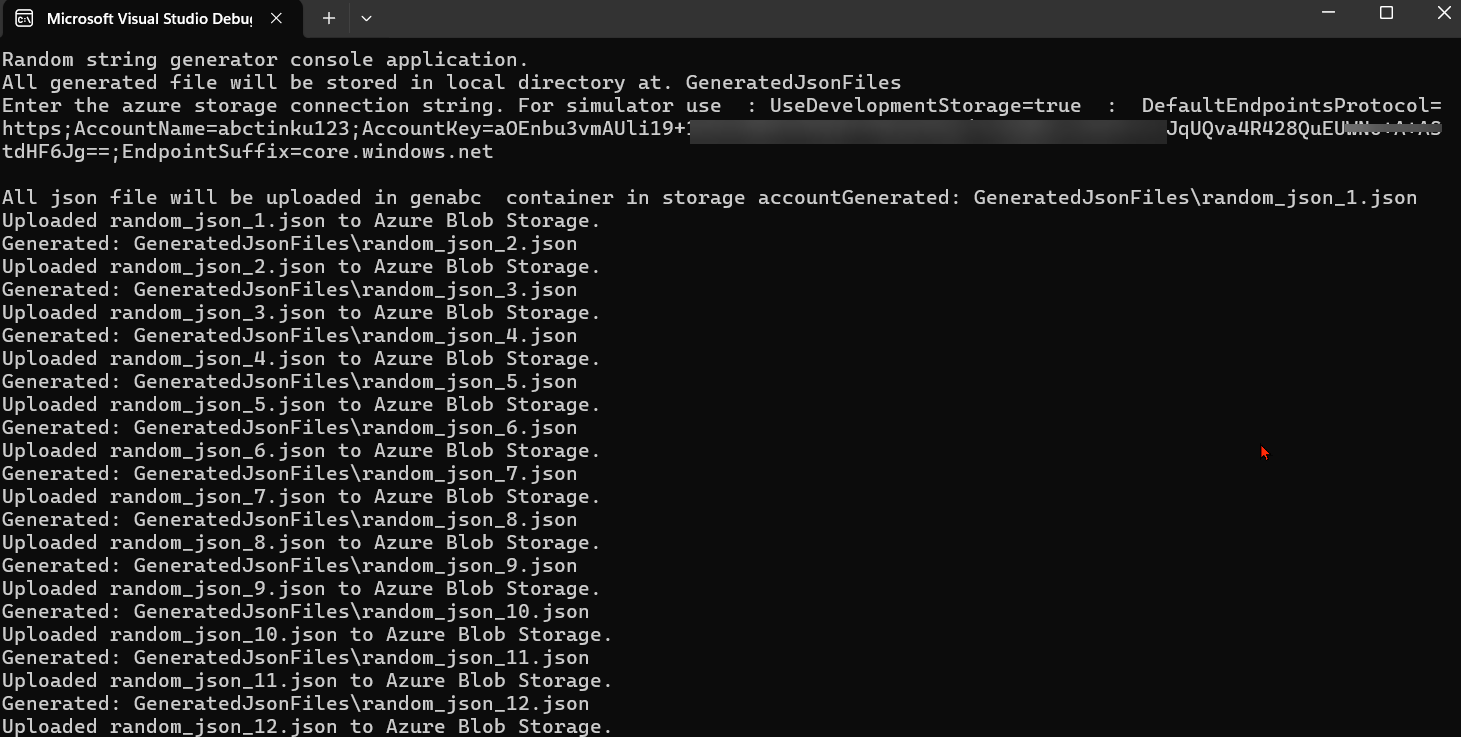 Microsoft Visual Studio Debug
Random string generator console application.
All generated file will be stored in local directory at. GeneratedJsonFiles
Enter the azure storage connection string. For simulator use  : UseDevelopmentStorage=true  :  DefaultEndpointsProtocol=
https;AccountName=abctinku123;AccountKey=aOEnbu3vmAUli19+ JqUQva4R428QuEU
tdHF6Jg==;EndpointSuffix=core.windows.net
All json file will be uploaded in genabc  container in storage accountGenerated: GeneratedJsonFiles\random_json_1.json
Uploaded random_json_1.json to Azure Blob Storage.
Generated: GeneratedJsonFiles\random_json_2.json
Uploaded random_json_2.json to Azure Blob Storage.
Generated: GeneratedJsonFiles\random_json_3.json
Uploaded random_json_3.json to Azure Blob Storage.
Generated: GeneratedJsonFiles\random_json_4.json
Uploaded random_json_4.json to Azure Blob Storage.
Generated: GeneratedJsonFiles\random_json_5.json
Uploaded random_json_5.json to Azure Blob Storage.
Generated: GeneratedJsonFiles\random_json_6.json
Uploaded random_json_6.json to Azure Blob Storage.
Generated: GeneratedJsonFiles\random_json_7.json
Uploaded random_json_7.json to Azure Blob Storage.
Generated: GeneratedJsonFiles\random_json_8.json
Uploaded random_json_8.json to Azure Blob Storage.
Generated: GeneratedJsonFiles\random_json_9.json
Uploaded random_json_9.json to Azure Blob Storage.
Generated: GeneratedJsonFiles\random_json_10.json
Uploaded random_json_10.json to Azure Blob Storage.
Generated: GeneratedJsonFiles\random_json_11.json
Uploaded random_json_11.json to Azure Blob Storage.
Generated: GeneratedJsonFiles\random_json_12.json
Uploaded random_json_12.json to Azure Blob Storage.